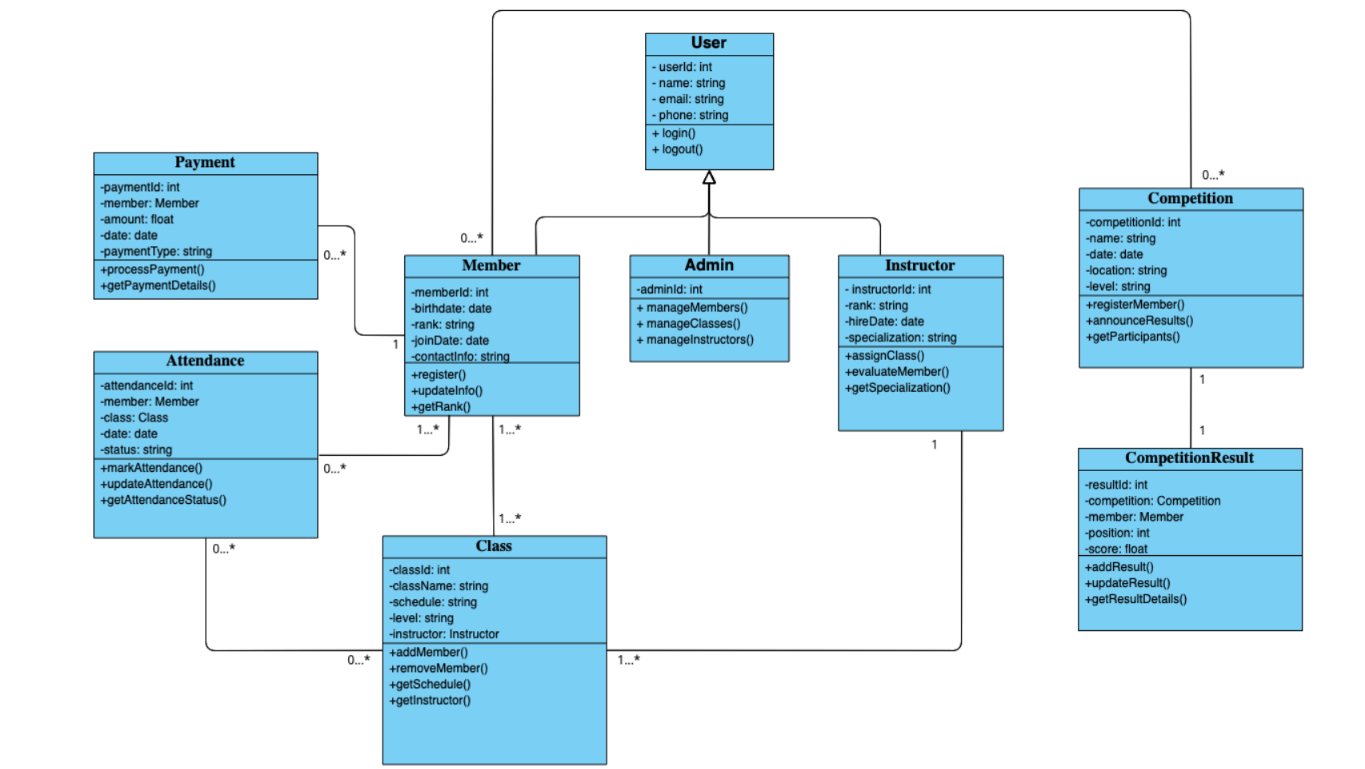 User
- userId: int
- name: string
- email: string
- phone: string
+ login()
+ logout()
Payment
-paymentId: int
-member: Member
-amount: float
-date: date
-paymentType: string
+processPayment()
+getPaymentDetails()
0...*
1
Attendance
-attendanceId: int
-member: Member
-class: Class
-date: date
-status: string
+markAttendance()
+updateAttendance()
+getAttendanceStatus()
0...*
0...*
0...*
Member
-memberId: int
-birthdate: date
-rank: string
-joinDate: date
-contactInfo: string
+register()
+updateInfo()
+getRank()
1...*
1...*
Admin
-adminId: int
+ manageMembers()
+ manageClasses()
+ manageInstructors()
Instructor
- instructorId: int
-rank: string
-hireDate: date
-specialization: string
+assignClass()
+evaluateMember()
+getSpecialization()
1
0...*
Competition
-competitionId: int
-name: string
-date: date
-location: string
-level: string
+registerMember()
+announceResults()
+getParticipants()
1
1
CompetitionResult
-resultId: int
-competition: Competition
-member: Member
-position: int
-score: float
+addResult()
+updateResult()
+getResultDetails()
1...*
Class
-classId: int
-className: string
-schedule: string
-level: string
-instructor: Instructor
+addMember()
+removeMember()
+getSchedule()
+getInstructor()
0...*
1...*